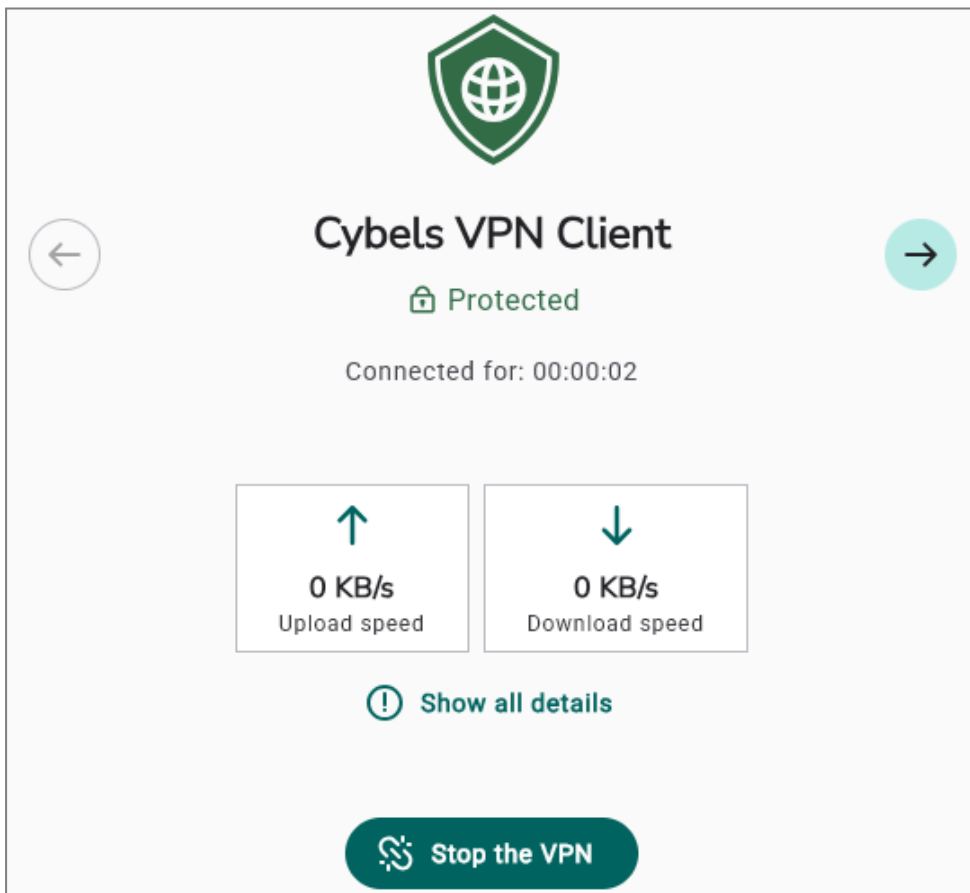 Cybels VPN Client
Protected
Connected for: 00:00:02
0 KB/s
Upload speed
0 KB/s
Download speed
Show all details
Stop the VPN